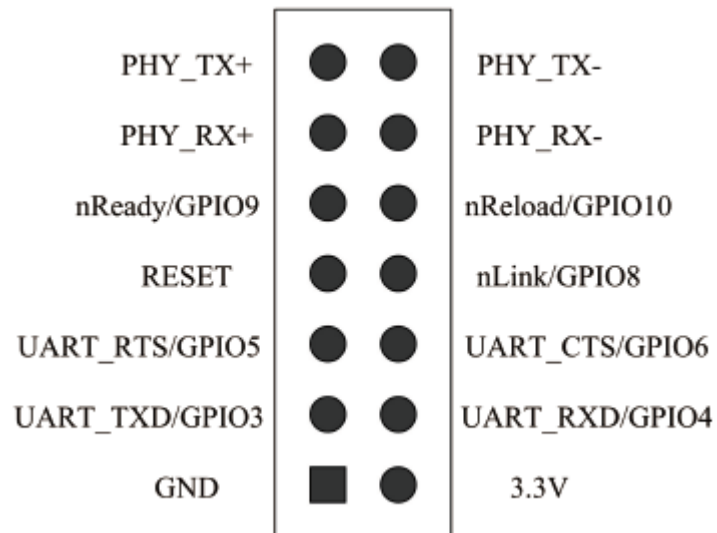 PHY_TX+ PHY_TX-
PHY_RX+ PHY_RX-
nReady/GPIO9 nReload/GPIO10
RESET nLink/GPIO8
UART_RTS/GPIO5 UART_CTS/GPIO6
UART_TXD/GPIO3 UART_RXD/GPIO4
GND 3.3V